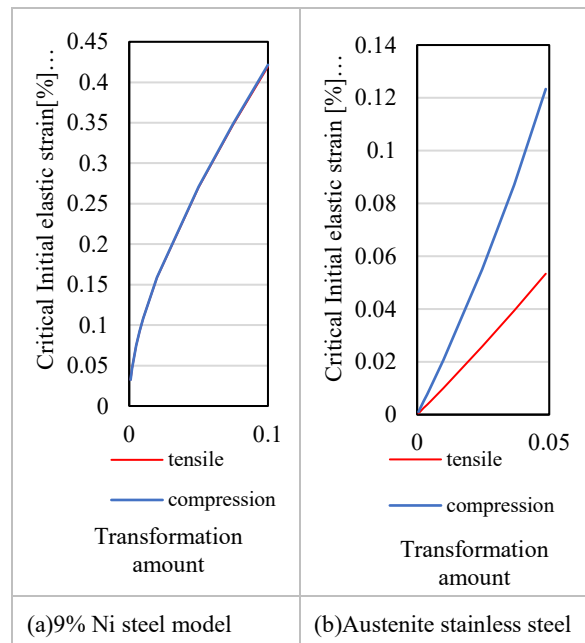 Critical Initial elastic strain[%]…
0.45
0.4
0.35
0.3
0.25
0.2
0.15
0.1
0.05
0
0
0.1
tensile
compression
Transformation
amount
(a)9% Ni steel model
Critical Initial elastic strain [%]…
0.14
0.12
0.1
0.08
0.06
0.04
0.02
0
0
0.05
tensile
compression
Transformation
amount
(b)Austenite stainless steel